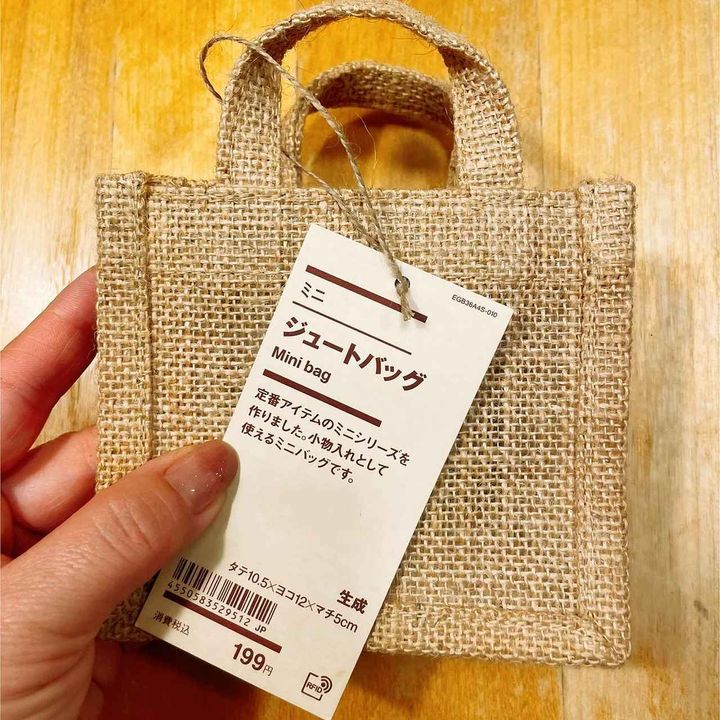 EGB36A4S-010
ミニ
ジュートバッグ
Mini bag
定番アイテムのミニシリーズを
作りました。小物入れとして
使えるミニバッグです。
タテ10.5×ヨコ12×マチ5cm
4550583529512 JP
生成
消費税込
199円
RFID